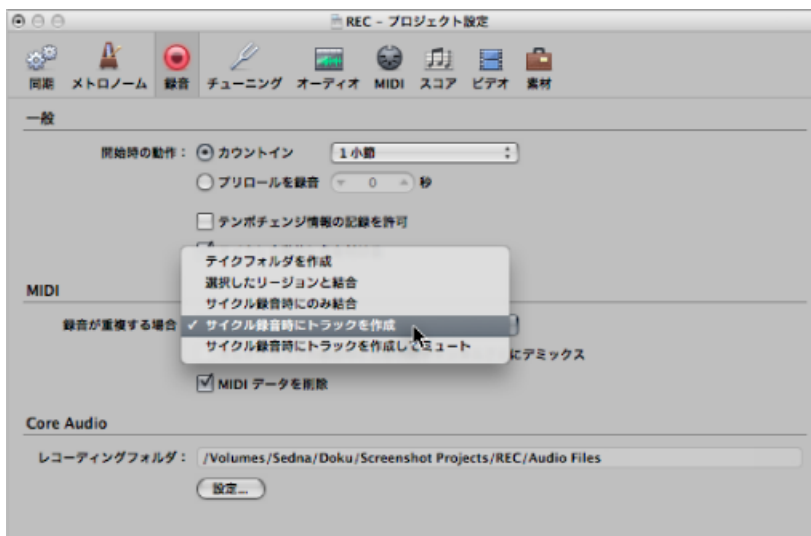 REC – プロジェクト設定
同期 メトロノーム 録音 チューニング オーディオ MIDI スコア ビデオ 素材
一般
開始時の動作： カウントイン 1 小節
プリロールを録音 0 秒
テンポチェンジ情報の記録を許可
テイクフォルダを作成
選択したリージョンと結合
サイクル録音時にのみ結合
MIDI
録音が重複する場合 ✓ サイクル録音時にトラックを作成
サイクル録音時にトラックを作成してミュート
にデミックス
MIDI データを削除
Core Audio
レコーディングフォルダ： /Volumes/Sedna/Doku/Screenshot Projects/REC/Audio Files
設定...